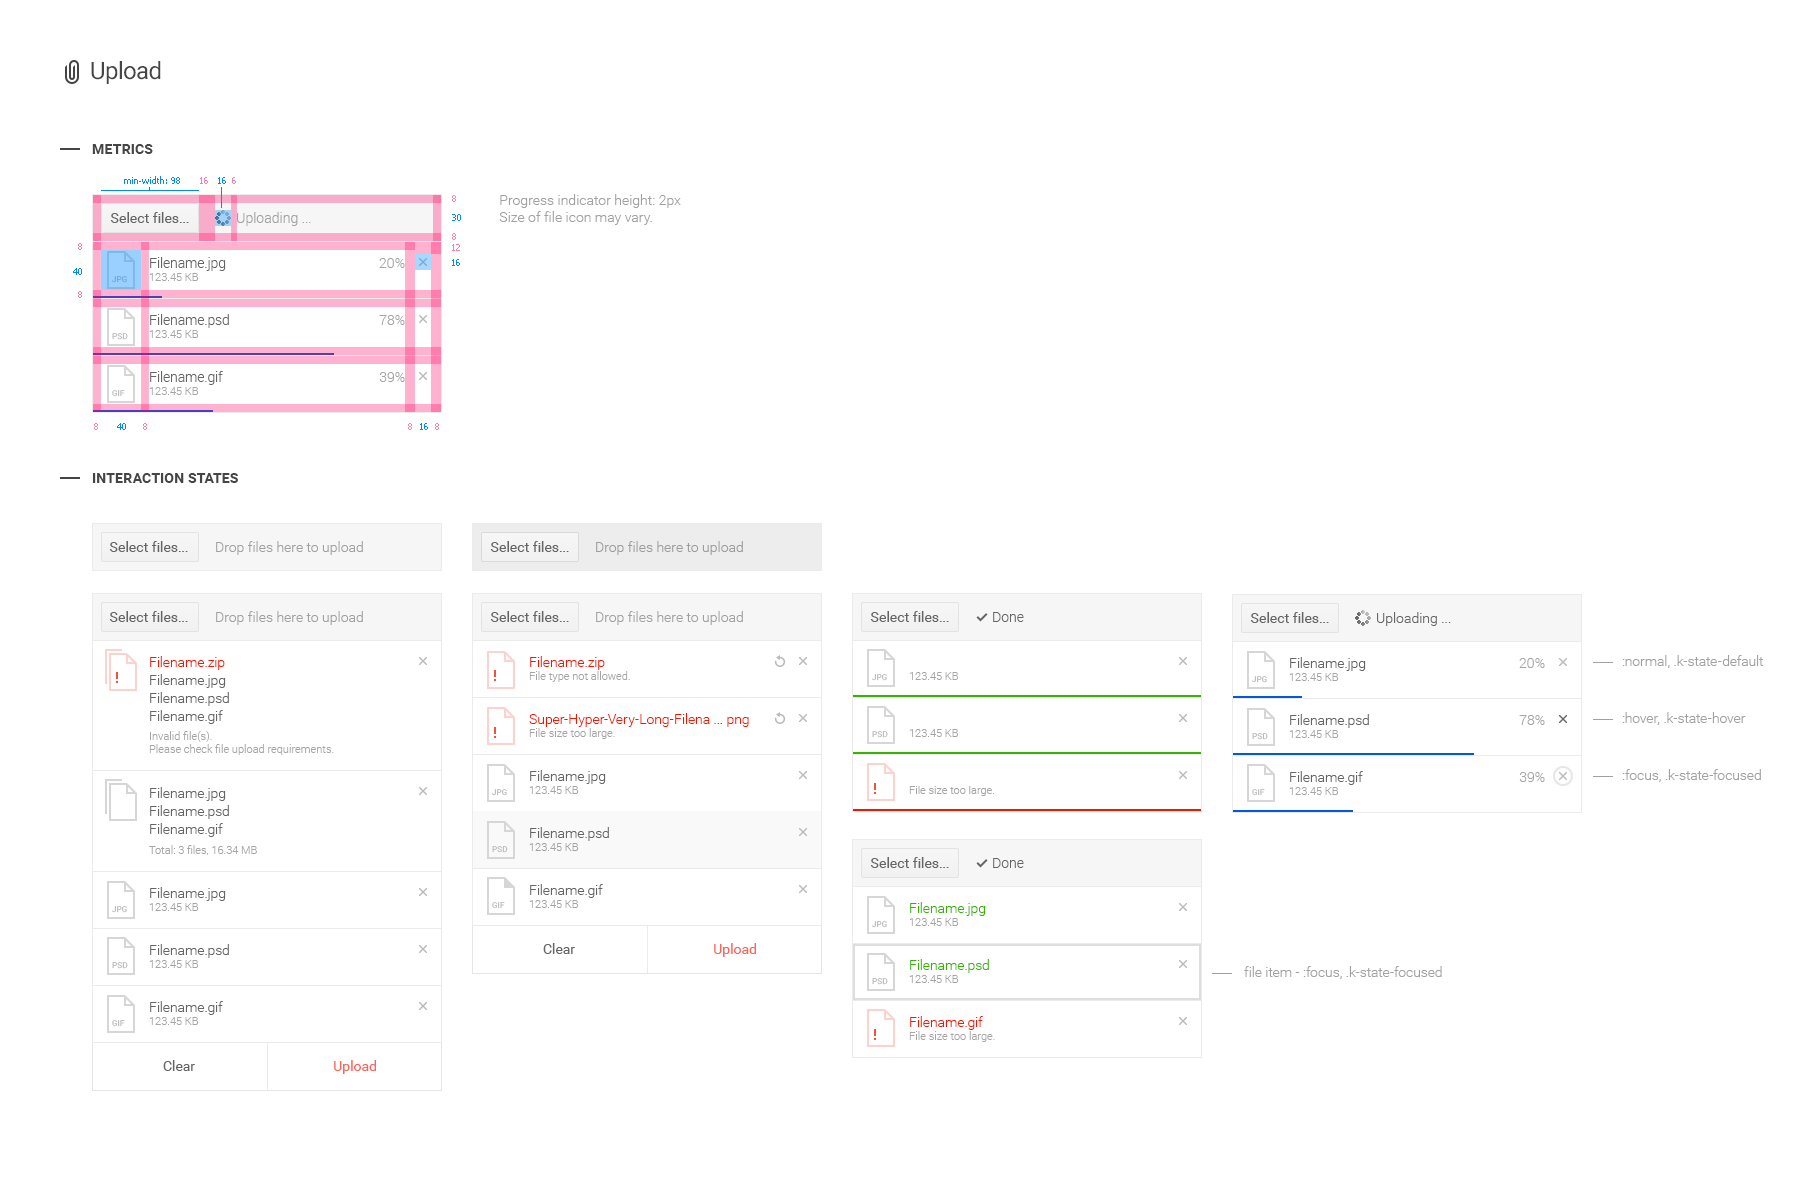 Upload
METRICS
min-width: 98 16 16 6
Select files... Uploading ...
8
30
8
12
16
Progress indicator height: 2px
Size of file icon may vary.
8
40
8
JPG Filename.jpg 20%
123.45 KB
PSD Filename.psd 78%
123.45 KB
GIF Filename.gif 39%
123.45 KB
8 40 8 8 16 8
INTERACTION STATES
Select files... Drop files here to upload
Select files... Drop files here to upload
Select files... Drop files here to upload
! Filename.zip
Filename.jpg
Filename.psd
Filename.gif
Invalid file(s).
Please check file upload requirements.
Filename.jpg
Filename.psd
Filename.gif
Total: 3 files, 16.34 MB
JPG Filename.jpg
123.45 KB
PSD Filename.psd
123.45 KB
GIF Filename.gif
123.45 KB
Clear Upload
Select files... Drop files here to upload
! Filename.zip
File type not allowed.
! Super-Hyper-Very-Long-Filena ... png
File size too large.
JPG Filename.jpg
123.45 KB
PSD Filename.psd
123.45 KB
GIF Filename.gif
123.45 KB
Clear Upload
Select files... Done
JPG 123.45 KB
PSD 123.45 KB
! File size too large.
Select files... Done
JPG Filename.jpg
123.45 KB
PSD Filename.psd
123.45 KB
! Filename.gif
File size too large.
file item - :focus, .k-state-focused
Select files... Uploading ...
JPG Filename.jpg 20%
123.45 KB
:normal, .k-state-default
PSD Filename.psd 78%
123.45 KB
:hover, .k-state-hover
GIF Filename.gif 39%
123.45 KB
:focus, .k-state-focused